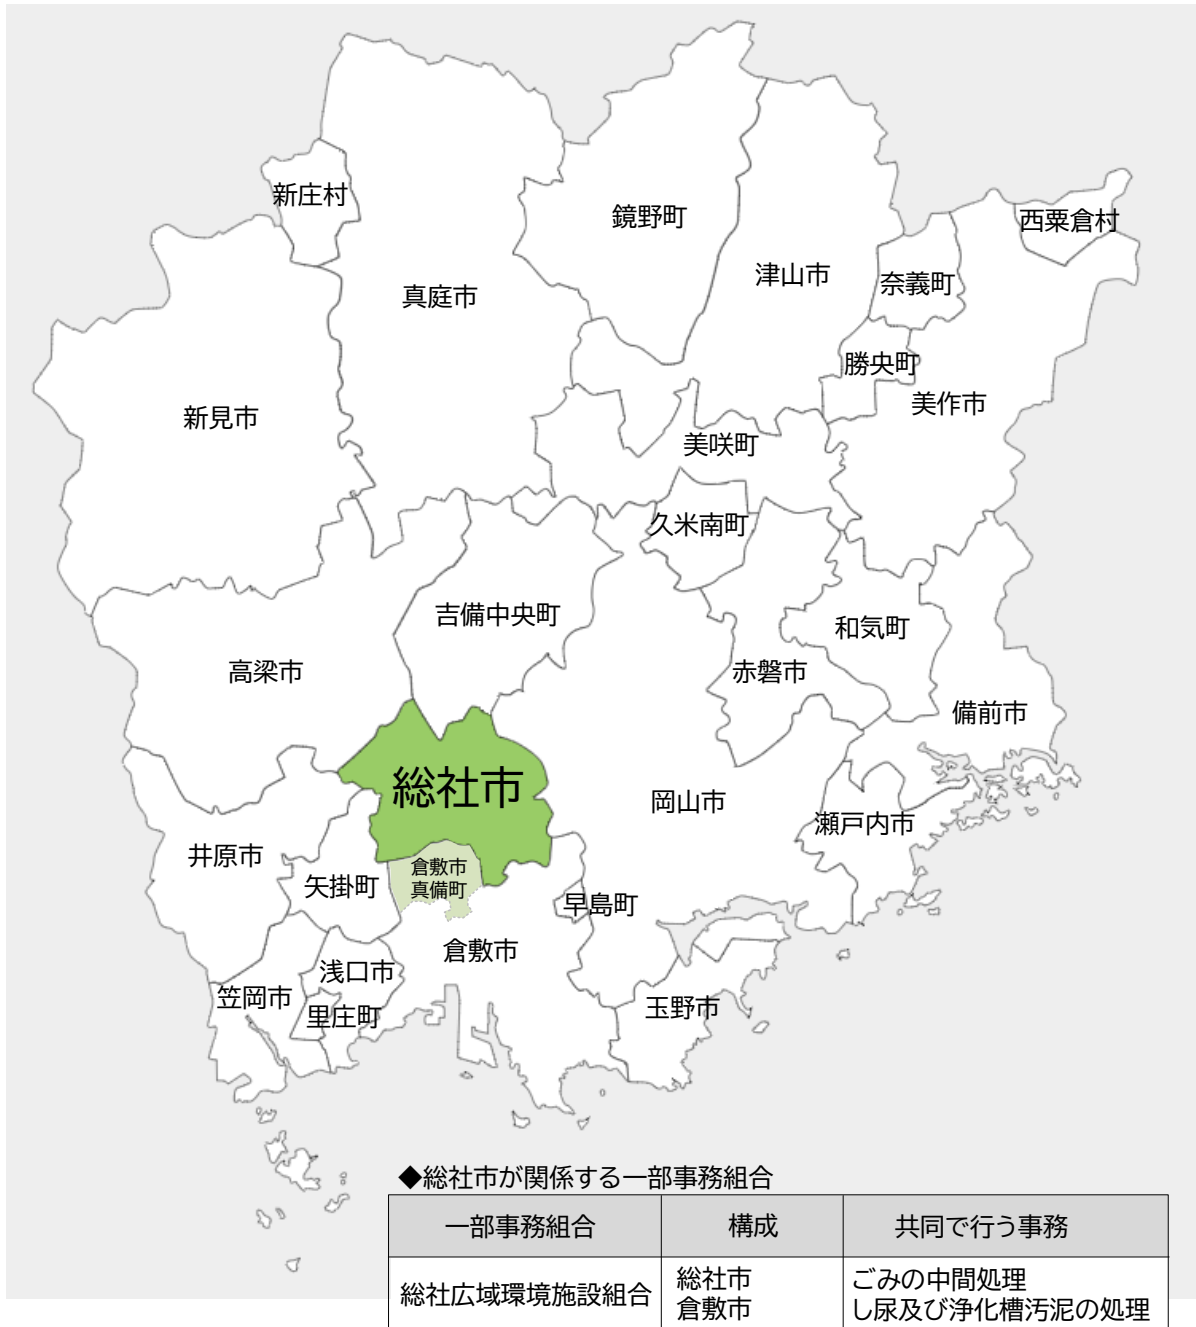 新庄村
鏡野町
西粟倉村
津山市
奈義町
真庭市
勝央町
美作市
新見市
美咲町
久米南町
吉備中央町
和気町
高梁市
赤磐市
備前市
総社市
岡山市
瀬戸内市
井原市
倉敷市
真備町
矢掛町
早島町
倉敷市
浅口市
笠岡市
里庄町
玉野市
◆総社市が関係する一部事務組合
一部事務組合 構成 共同で行う事務
総社広域環境施設組合
総社市
倉敷市
ごみの中間処理
し尿及び浄化槽汚泥の処理